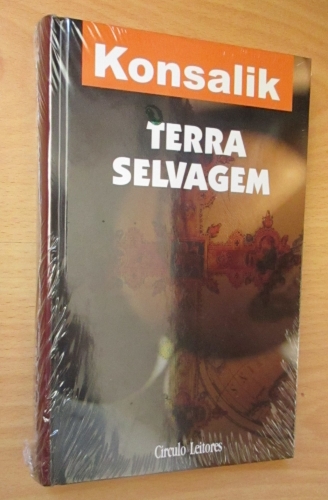 Konsalik
TERRA
SELVAGEM
Círculo Leitores